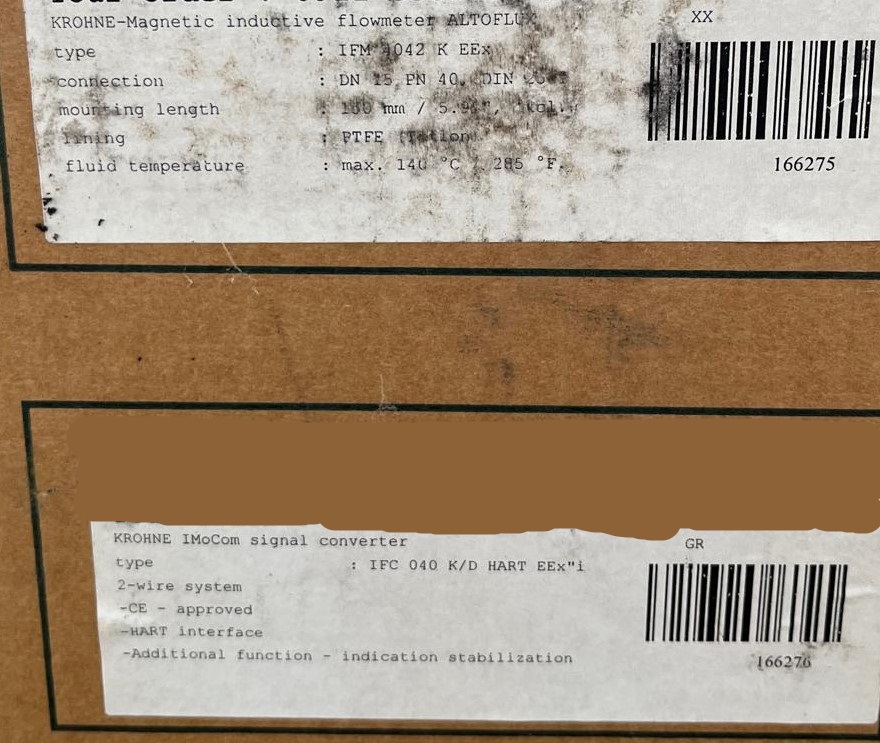 KROHNE-Magnetic inductive flowmeter
XX
type : IFM 4042 K EEx
connection : DN 15, PN 40, DIN
mounting length : mm /
lining : PTFE
fluid temperature : max. 140 °C / 285 °F.
166275
KROHNE IMoCom signal converter
GR
type : IFC 040 K/D HART EEx"i
2-wire system
-CE - approved
-HART interface
-Additional function - indication stabilization
166276